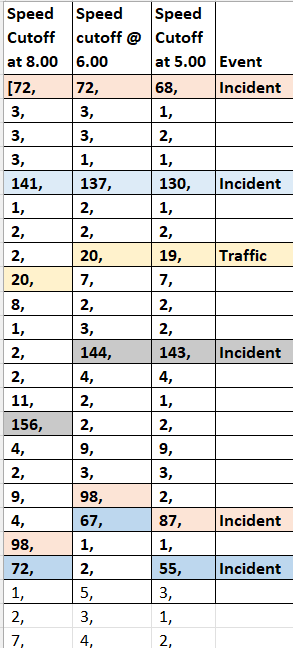 Speed Cutoff at 8.00 Speed cutoff @ 6.00 Speed Cutoff at 5.00 Event
[72, 72, 68, Incident
3, 3, 1,
3, 3, 2,
3, 1, 1,
141, 137, 130, Incident
1, 2, 1,
2, 2, 2,
2, 20, 19, Traffic
20, 7, 7,
8, 2, 2,
1, 3, 2,
2, 144, 143, Incident
2, 4, 4,
11, 2, 1,
156, 2, 2,
4, 9, 9,
2, 3, 3,
9, 98, 2,
4, 67, 87, Incident
98, 1, 1,
72, 2, 55, Incident
1, 5, 3,
2, 3, 1,
7, 4, 2,